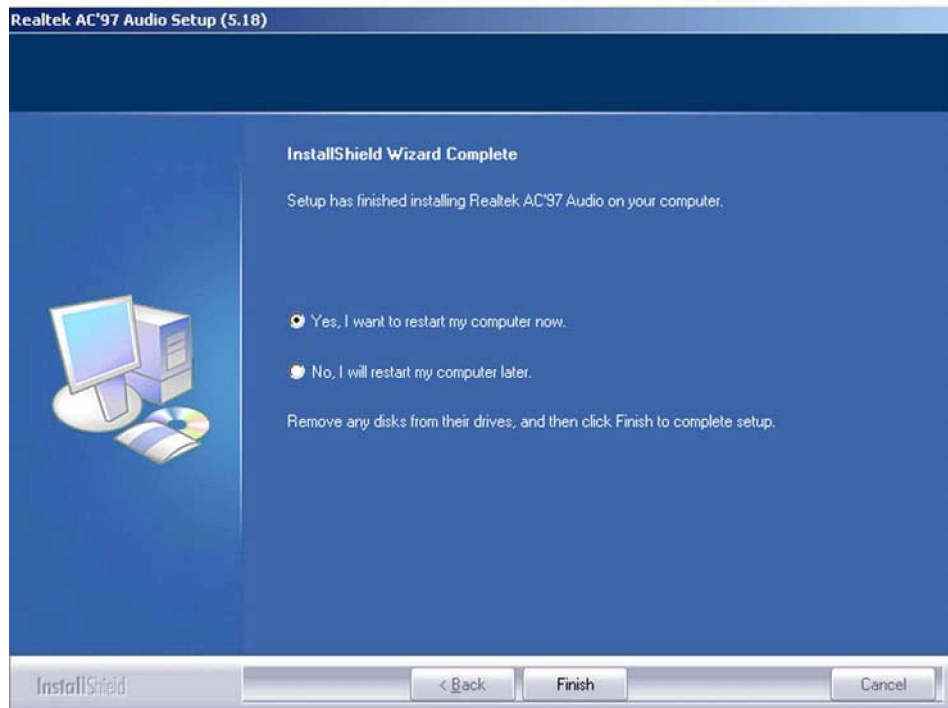 Realtek AC'97 Audio Setup (5.18)
InstallShield Wizard Complete
Setup has finished installing Realtek AC'97 Audio on your computer.
Yes, I want to restart my computer now.
No, I will restart my computer later.
Remove any disks from their drives, and then click Finish to complete setup.
InstallShield < Back Finish Cancel